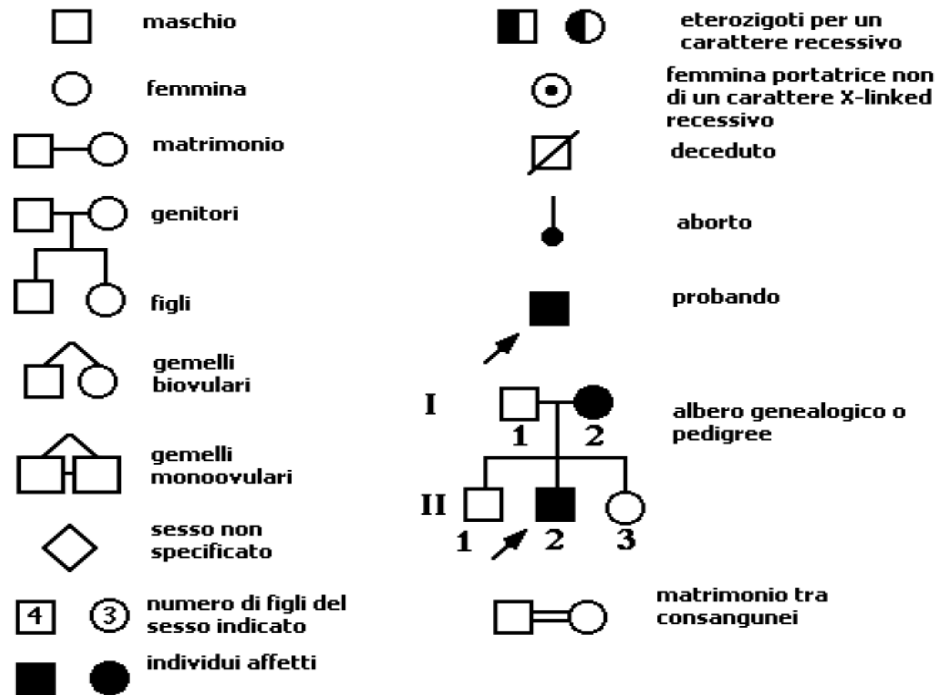 maschio
femmina
matrimonio
genitori
figli
gemelli
biovulari
gemelli
monoovulari
sesso non
specificato
4
3
numero di figli del
sesso indicato
individui affetti
eterozigoti per un
carattere recessivo
femmina portatrice non
di un carattere X-linked
recessivo
deceduto
aborto
probando
I
1 2
albero genealogico o
pedigree
II
1 2 3
matrimonio tra
consangunei